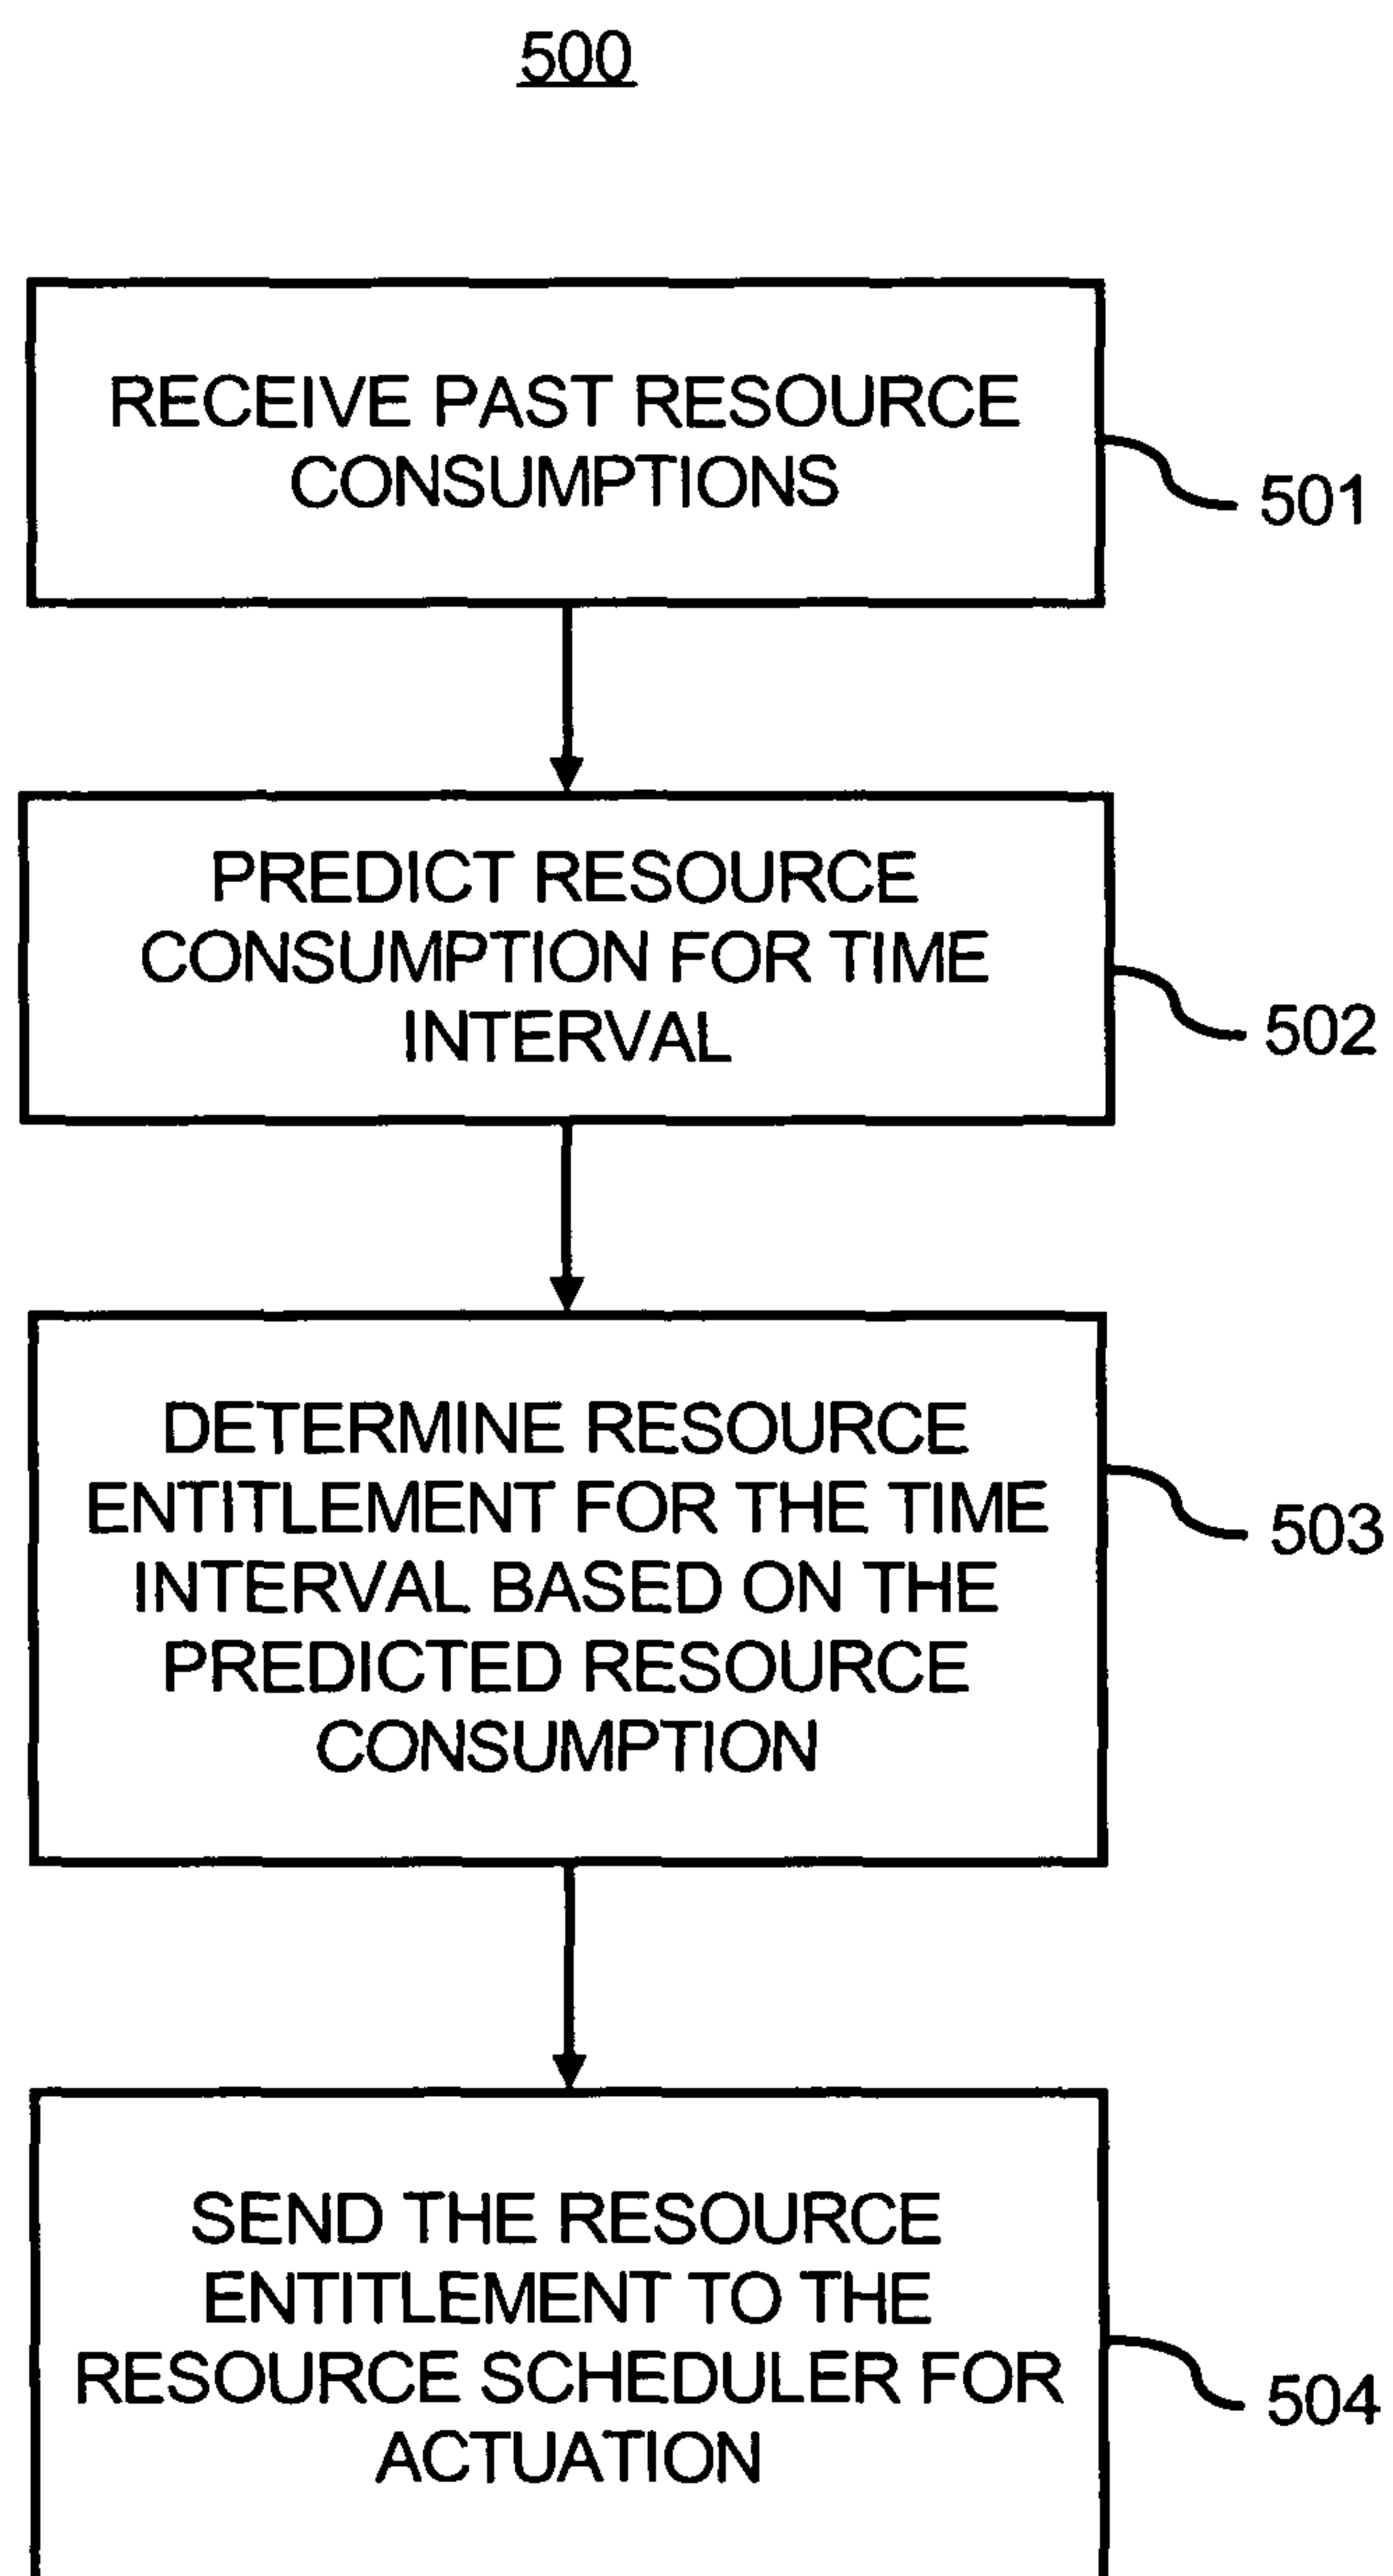 500
RECEIVE PAST RESOURCE
CONSUMPTIONS
501
PREDICT RESOURCE
CONSUMPTION FOR TIME
INTERVAL
502
DETERMINE RESOURCE
ENTITLEMENT FOR THE TIME
INTERVAL BASED ON THE
PREDICTED RESOURCE
CONSUMPTION
503
SEND THE RESOURCE
ENTITLEMENT TO THE
RESOURCE SCHEDULER FOR
ACTUATION
504